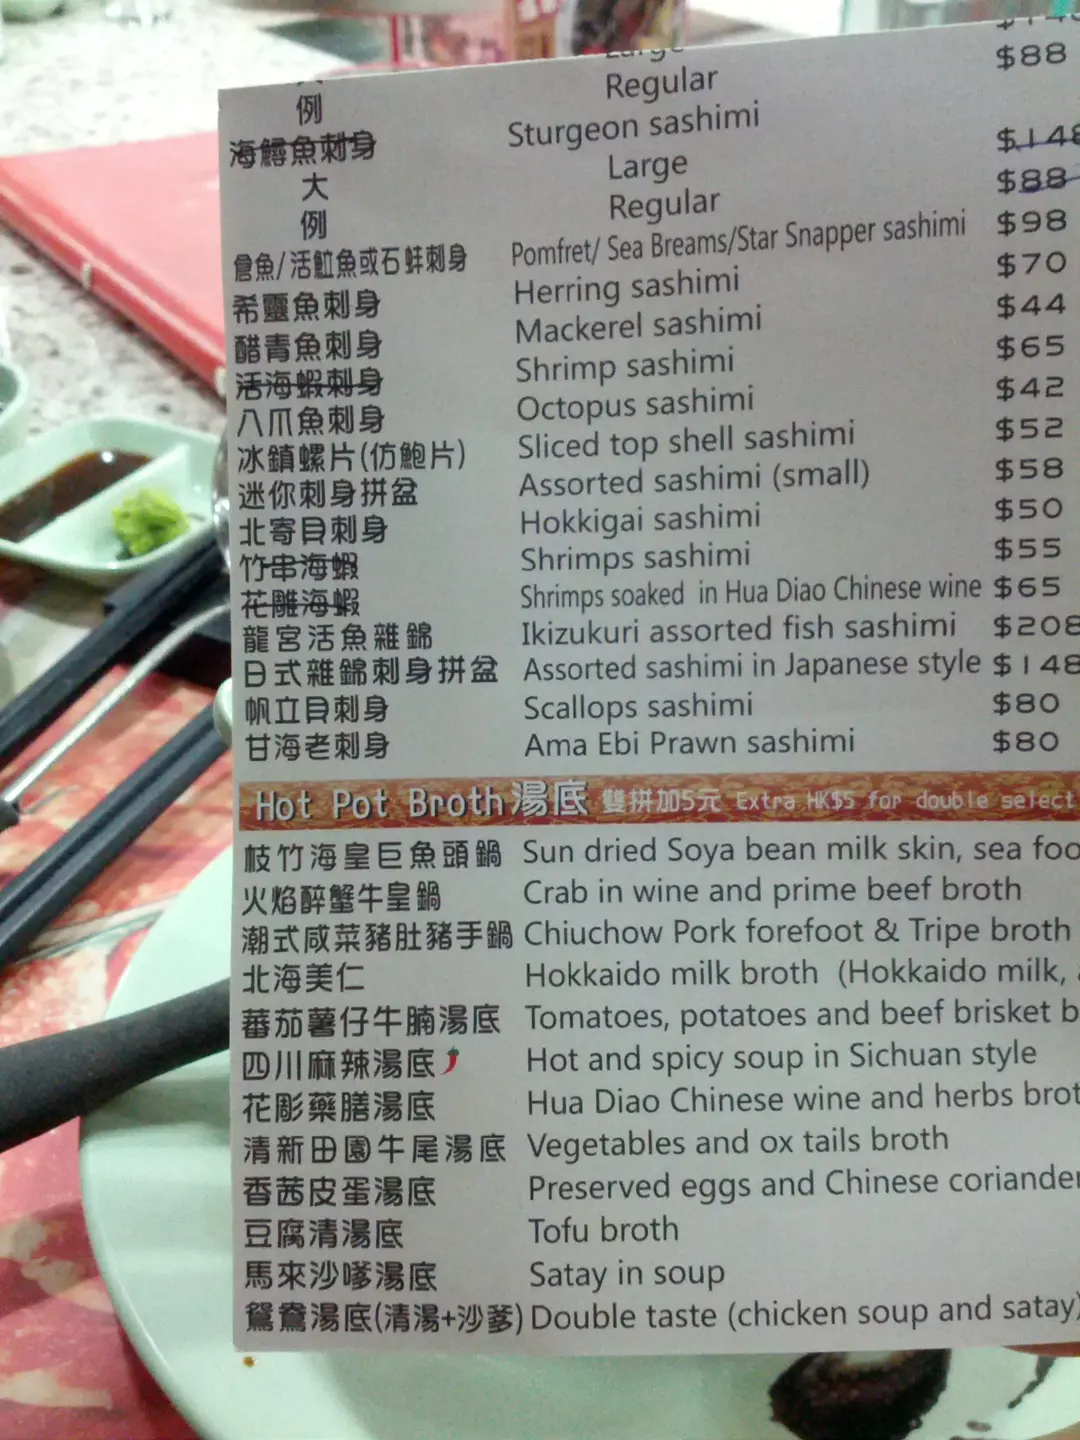 Large
例 Regular $88
海鱘魚刺身 Sturgeon sashimi
大 Large $148
例 Regular $88
倉魚/活䱽魚或石蚌刺身 Pomfret/ Sea Breams/Star Snapper sashimi $98
希靈魚刺身 Herring sashimi $70
醋青魚刺身 Mackerel sashimi $44
活海蝦刺身 Shrimp sashimi $65
八爪魚刺身 Octopus sashimi $42
冰鎮螺片(仿鮑片) Sliced top shell sashimi $52
迷你刺身拼盆 Assorted sashimi (small) $58
北寄貝刺身 Hokkigai sashimi $50
竹串海蝦 Shrimps sashimi $55
花雕海蝦 Shrimps soaked in Hua Diao Chinese wine $65
龍宮活魚雜錦 Ikizukuri assorted fish sashimi $208
日式雜錦刺身拼盆 Assorted sashimi in Japanese style $148
帆立貝刺身 Scallops sashimi $80
甘海老刺身 Ama Ebi Prawn sashimi $80
Hot Pot Broth 湯底 雙拼加5元 Extra HK$5 for double select
枝竹海皇巨魚頭鍋 Sun dried Soya bean milk skin, sea foo
火焰醉蟹牛皇鍋 Crab in wine and prime beef broth
潮式咸菜豬肚豬手鍋 Chiuchow Pork forefoot & Tripe broth
北海美仁 Hokkaido milk broth (Hokkaido milk,
蕃茄薯仔牛腩湯底 Tomatoes, potatoes and beef brisket b
四川麻辣湯底 Hot and spicy soup in Sichuan style
花彫藥膳湯底 Hua Diao Chinese wine and herbs brot
清新田園牛尾湯底 Vegetables and ox tails broth
香茜皮蛋湯底 Preserved eggs and Chinese coriander
豆腐清湯底 Tofu broth
馬來沙嗲湯底 Satay in soup
鴛鴦湯底(清湯+沙爹) Double taste (chicken soup and satay)